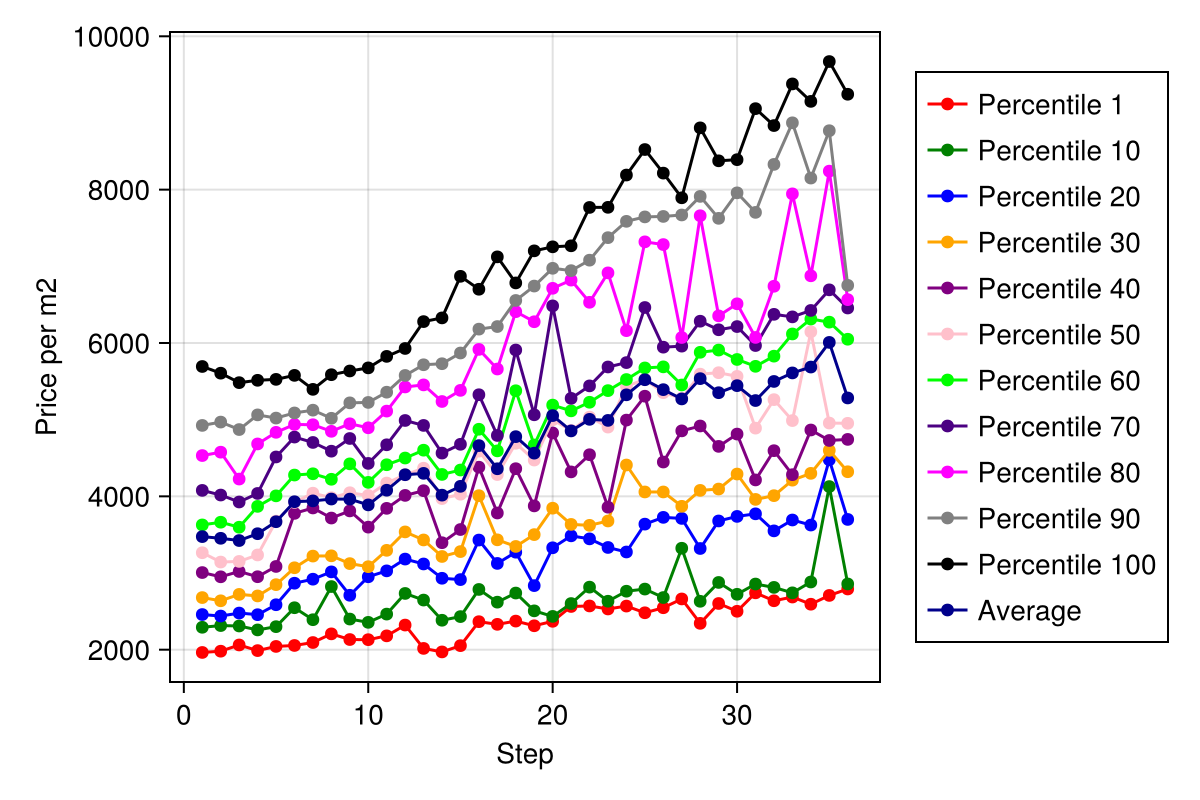 10000
8000
6000
4000
2000
Price per m2
0 10 20 30
Step
Percentile 1
Percentile 10
Percentile 20
Percentile 30
Percentile 40
Percentile 50
Percentile 60
Percentile 70
Percentile 80
Percentile 90
Percentile 100
Average